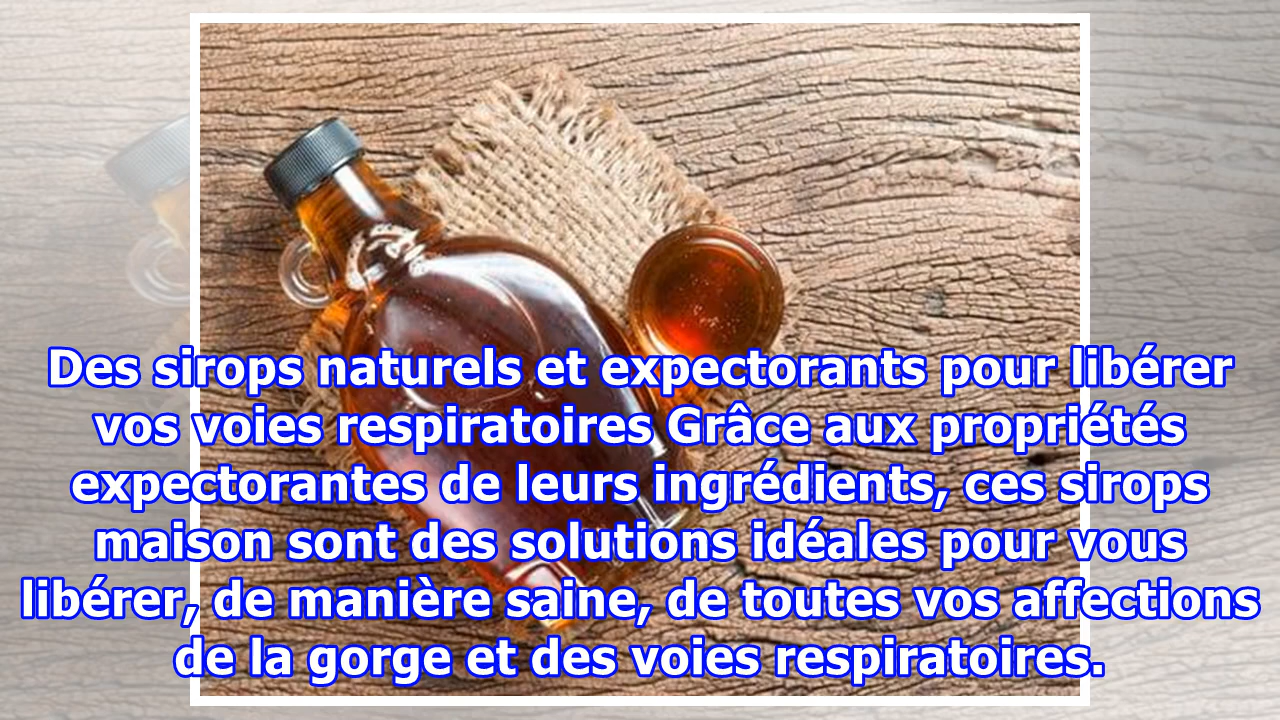 Des sirops naturels et expectorants pour libérer
vos voies respiratoires Grâce aux propriétés
expectorantes de leurs ingrédients, ces sirops
maison sont des solutions idéales pour vous
libérer, de manière saine, de toutes vos affections
de la gorge et des voies respiratoires.